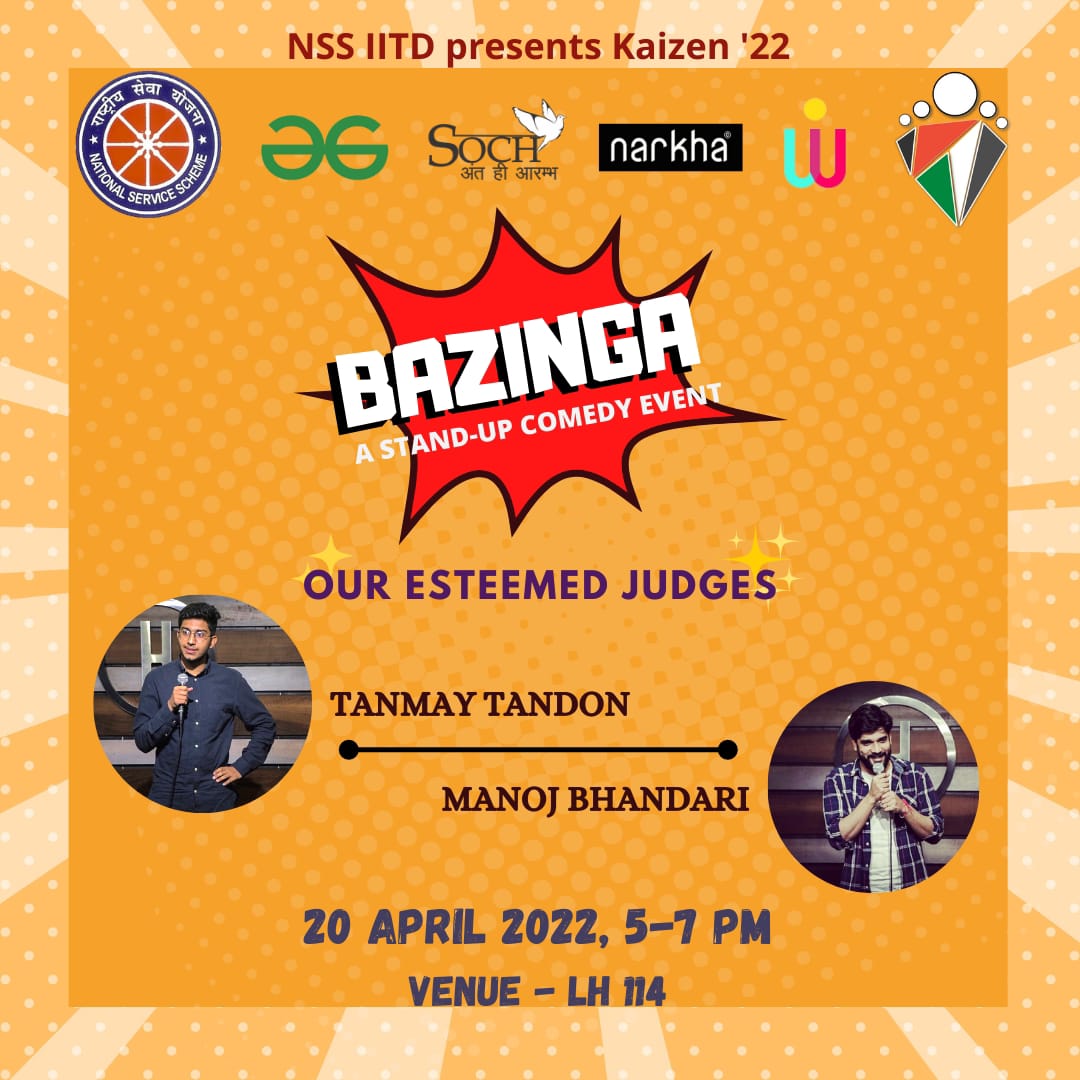 NSS IITD presents Kaizen '22
राष्ट्रीय सेवा योजना
NATIONAL SERVICE SCHEME
SOCH
अंत ही आरम्भ
narkha©
BAZINGA
A STAND-UP COMEDY EVENT
OUR ESTEEMED JUDGES
TANMAY TANDON
MANOJ BHANDARI
20 APRIL 2022, 5–7 PM
VENUE – LH 114